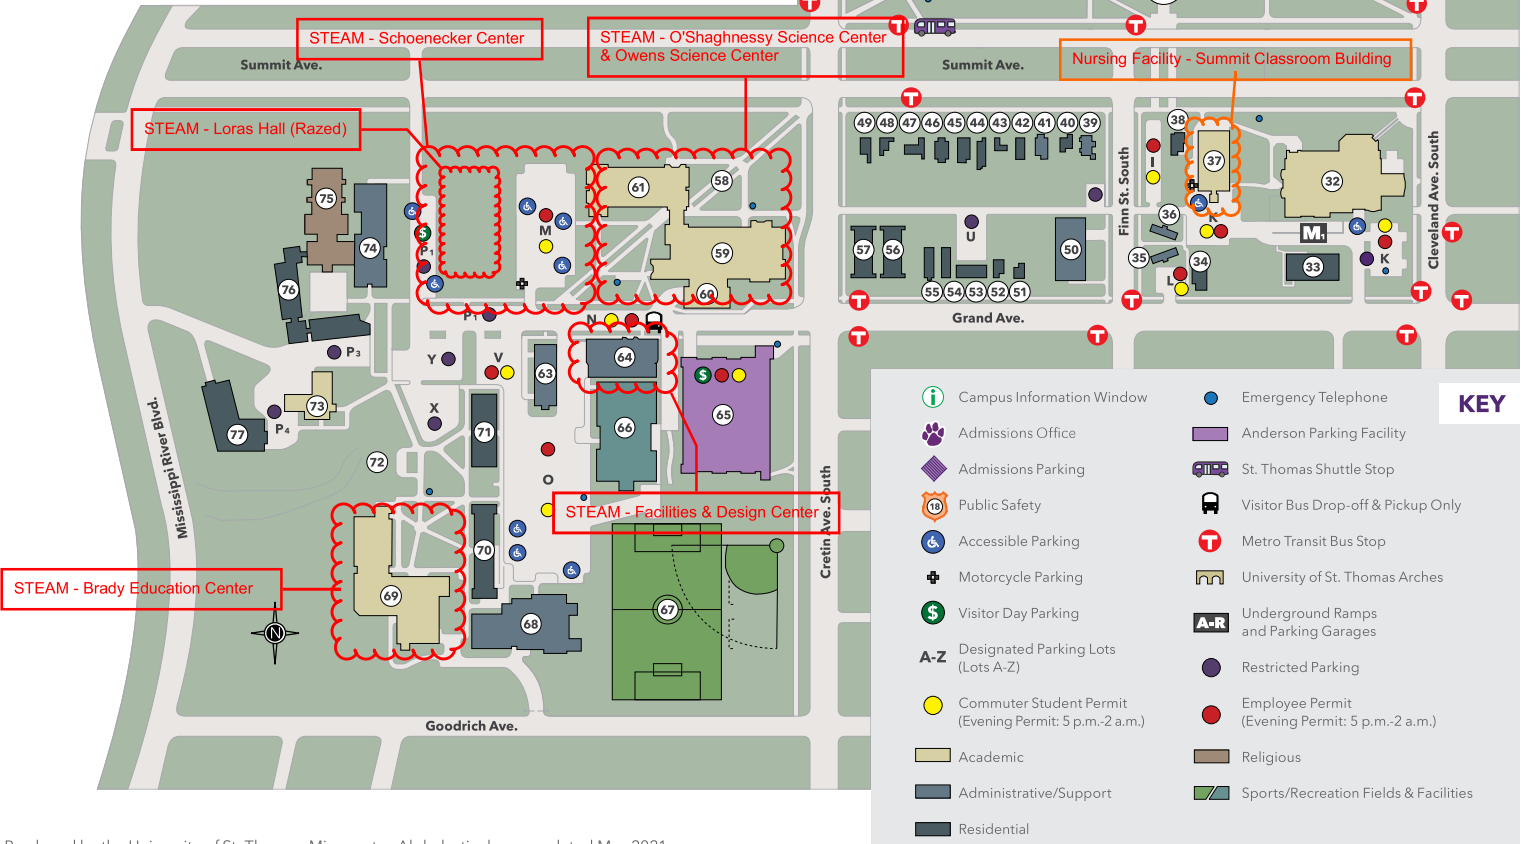 STEAM - Schoenecker Center
STEAM - O'Shaghnessy Science Center
& Owens Science Center
Nursing Facility - Summit Classroom Building
Summit Ave.
Summit Ave.
STEAM - Loras Hall (Razed)
49 48 47 46 45 44 43 42 41 40 39
38
I
37
32
58
61
75
74
M
P1
59
60
76
57 56
U
50
36
K
M
35
34
33
L
K
55 54 53 52 51
Finn St. South
Cleveland Ave. South
Grand Ave.
P1
N
P3
Y
V
64
63
65
73
X
P4
77
71
66
72
O
Mississippi River Blvd.
Cretin Ave. South
STEAM - Facilities & Design Center
70
STEAM - Brady Education Center
69
67
68
N
Goodrich Ave.
KEY
Campus Information Window
Admissions Office
Admissions Parking
18 Public Safety
Accessible Parking
Motorcycle Parking
$ Visitor Day Parking
A-Z Designated Parking Lots
(Lots A-Z)
Commuter Student Permit
(Evening Permit: 5 p.m.-2 a.m.)
Academic
Administrative/Support
Residential
Emergency Telephone
Anderson Parking Facility
St. Thomas Shuttle Stop
Visitor Bus Drop-off & Pickup Only
T Metro Transit Bus Stop
University of St. Thomas Arches
A-R Underground Ramps
and Parking Garages
Restricted Parking
Employee Permit
(Evening Permit: 5 p.m.-2 a.m.)
Religious
Sports/Recreation Fields & Facilities